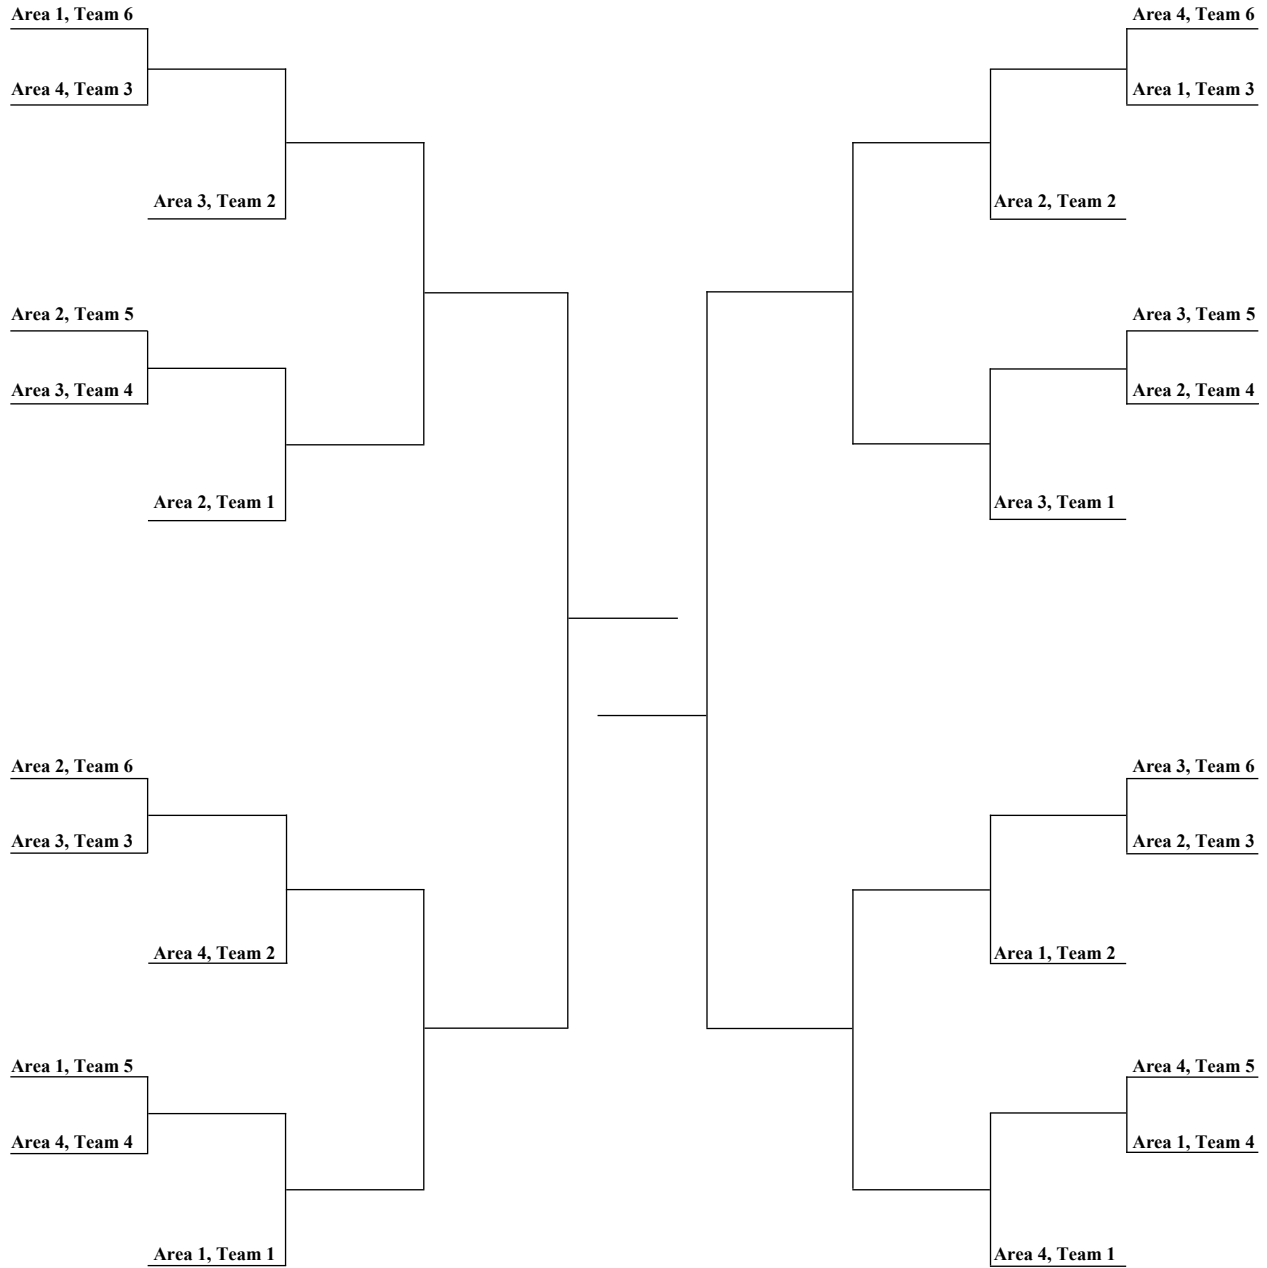 Area 1, Team 6
Area 4, Team 3
Area 3, Team 2
Area 2, Team 5
Area 3, Team 4
Area 2, Team 1
Area 2, Team 6
Area 3, Team 3
Area 4, Team 2
Area 1, Team 5
Area 4, Team 4
Area 1, Team 1
Area 4, Team 6
Area 1, Team 3
Area 2, Team 2
Area 3, Team 5
Area 2, Team 4
Area 3, Team 1
Area 3, Team 6
Area 2, Team 3
Area 1, Team 2
Area 4, Team 5
Area 1, Team 4
Area 4, Team 1